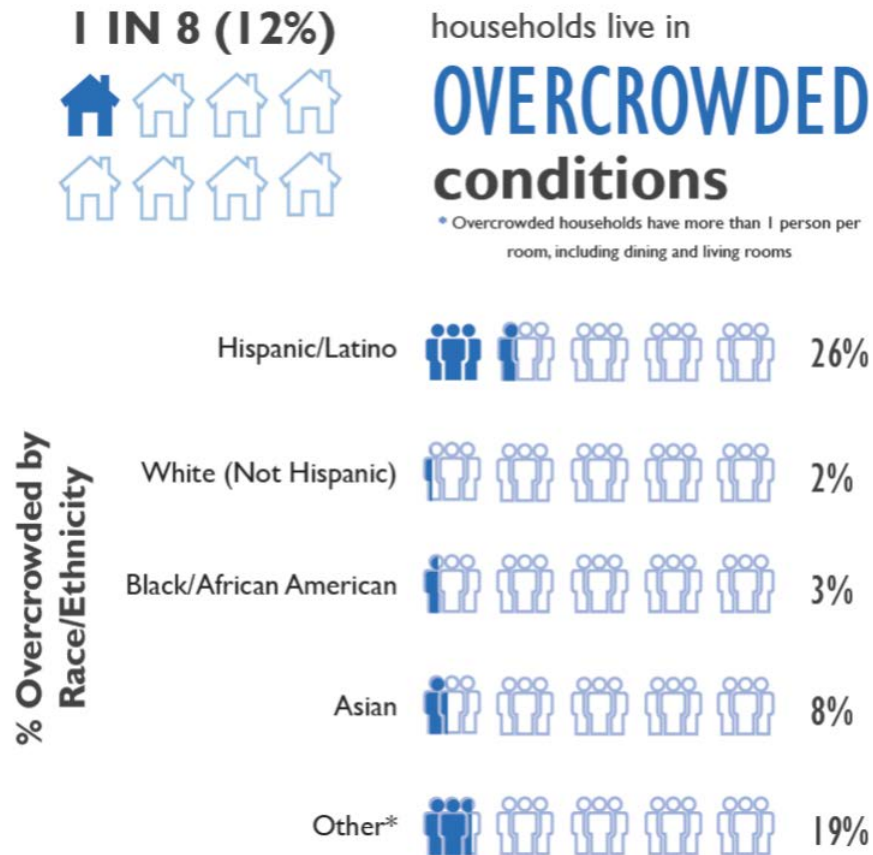 1 IN 8 (12%)
households live in
OVERCROWDED
conditions
* Overcrowded households have more than 1 person per
room, including dining and living rooms
% Overcrowded by
Race/Ethnicity
Hispanic/Latino 26%
White (Not Hispanic) 2%
Black/African American 3%
Asian 8%
Other* 19%